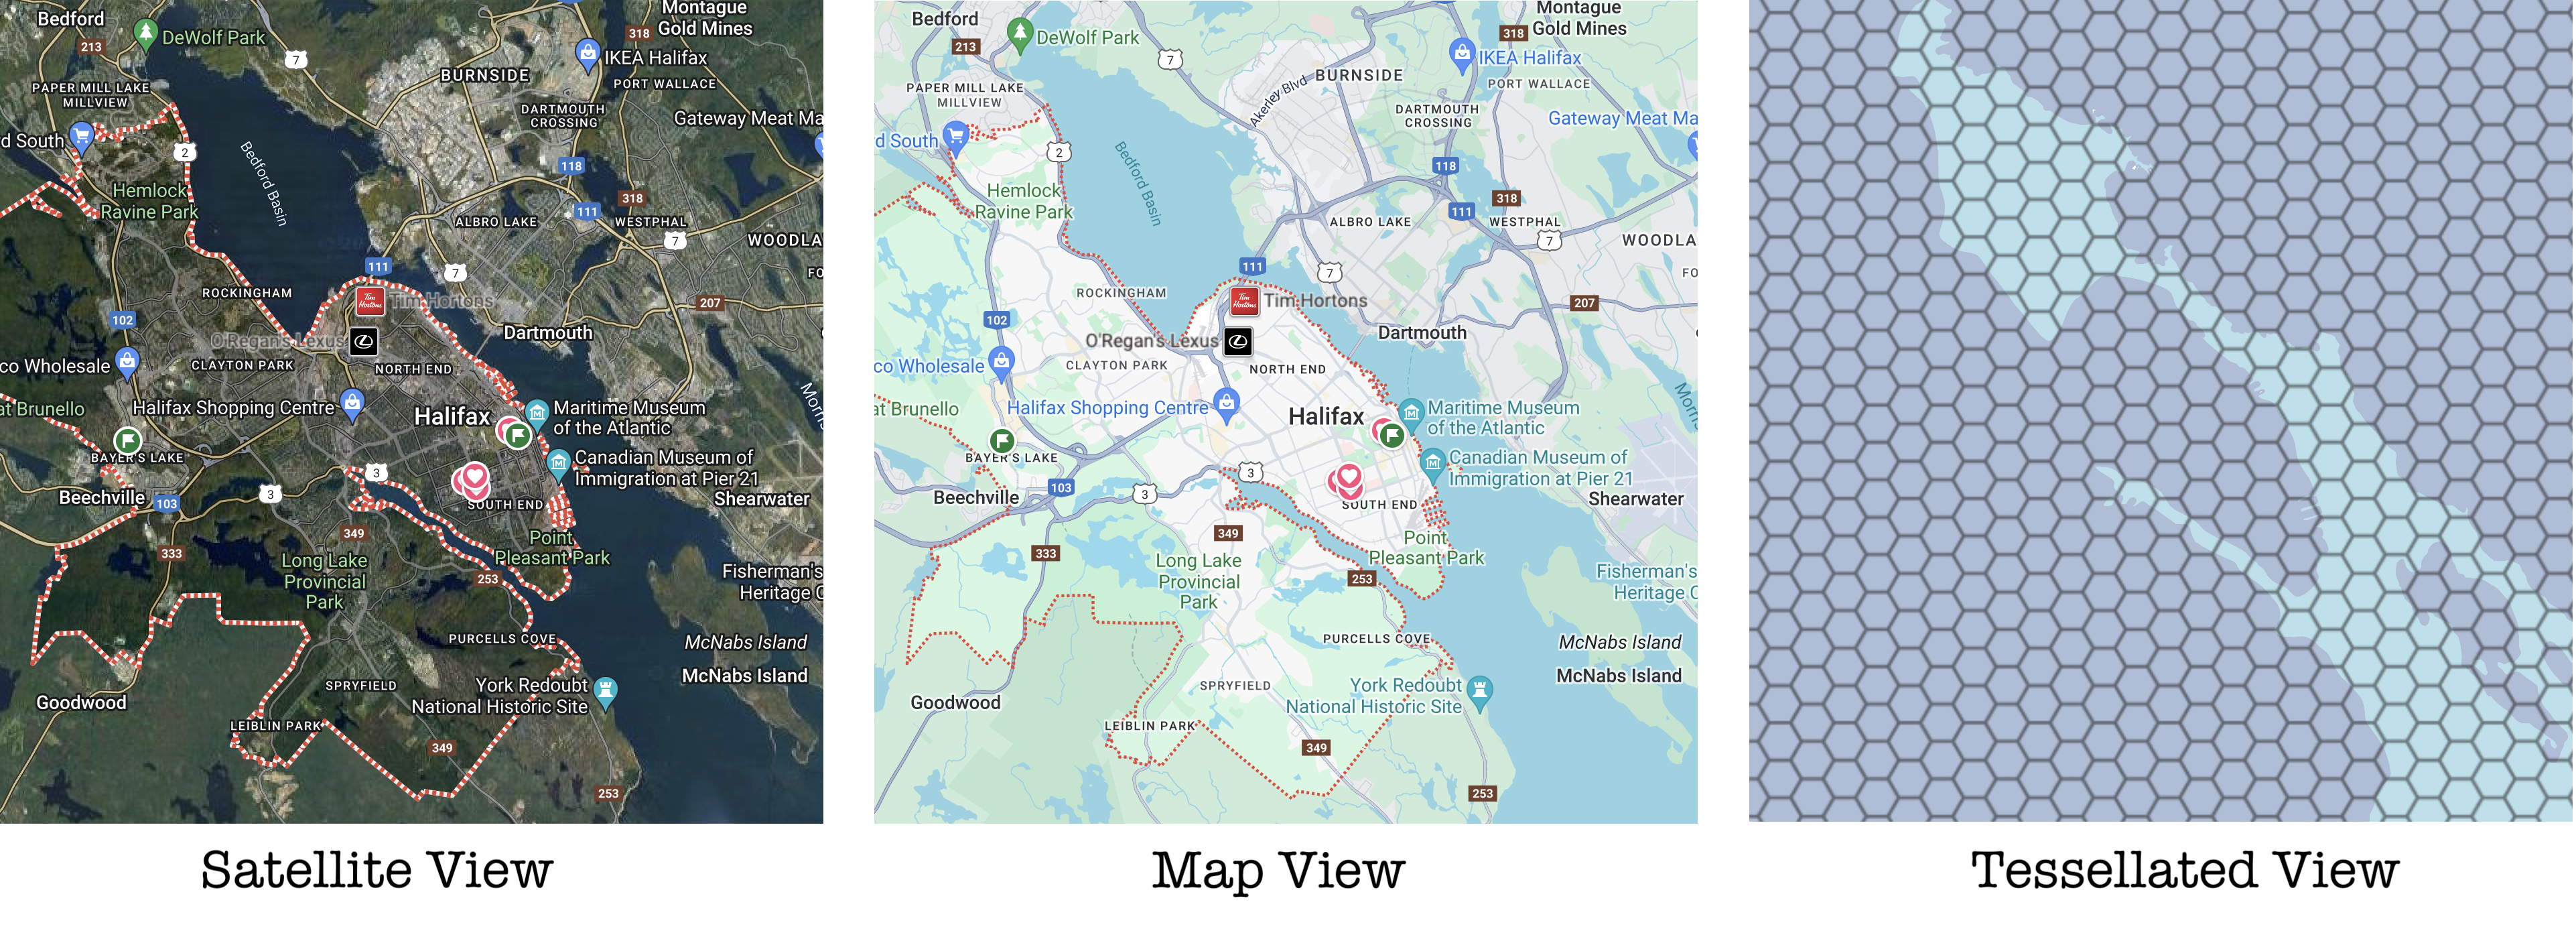 Bedford
DeWolf Park
213
7
Montague
Gold Mines
318
IKEA Halifax
BURNSIDE
PORT WALLACE
PAPER MILL LAKE
MILLVIEW
DARTMOUTH
CROSSING
Gateway Meat Ma
d South
2
Bedford Basin
118
Hemlock
Ravine Park
318
111
ALBRO LAKE
WESTPHAL
7
WOODLA
111
7
FO
ROCKINGHAM
Tim Hortons
Tim Hortons
207
102
O'Regan's Lexus
Dartmouth
co Wholesale
CLAYTON PARK
NORTH END
Morris
at Brunello
Halifax Shopping Centre
Halifax
Maritime Museum
of the Atlantic
BAYER'S LAKE
Canadian Museum of
Immigration at Pier 21
3
Beechville
103
3
SOUTH END
Shearwater
349
Point
Pleasant Park
333
Long Lake
Provincial
Park
253
Fisherman's
Heritage C
PURCELLS COVE
McNabs Island
McNabs Island
SPRYFIELD
York Redoubt
National Historic Site
Goodwood
LEIBLIN PARK
349
253
Satellite View
Bedford
DeWolf Park
213
7
Montague
Gold Mines
318
IKEA Halifax
BURNSIDE
PORT WALLACE
PAPER MILL LAKE
MILLVIEW
Akerley Blvd
DARTMOUTH
CROSSING
Gateway Meat Ma
d South
2
Bedford Basin
118
Hemlock
Ravine Park
318
111
ALBRO LAKE
WESTPHAL
7
WOODLA
111
7
FO
ROCKINGHAM
Tim Hortons
Tim Hortons
207
102
O'Regan's Lexus
Dartmouth
co Wholesale
CLAYTON PARK
NORTH END
Morr
at Brunello
Halifax Shopping Centre
Halifax
Maritime Museum
of the Atlantic
BAYER'S LAKE
Canadian Museum of
Immigration at Pier 21
3
Beechville
103
3
SOUTH END
Shearwater
349
Point
Pleasant Park
333
Long Lake
Provincial
Park
253
Fisherman's
Heritage C
PURCELLS COVE
McNabs Island
McNabs Island
SPRYFIELD
York Redoubt
National Historic Site
Goodwood
LEIBLIN PARK
349
253
Map View
Tessellated View